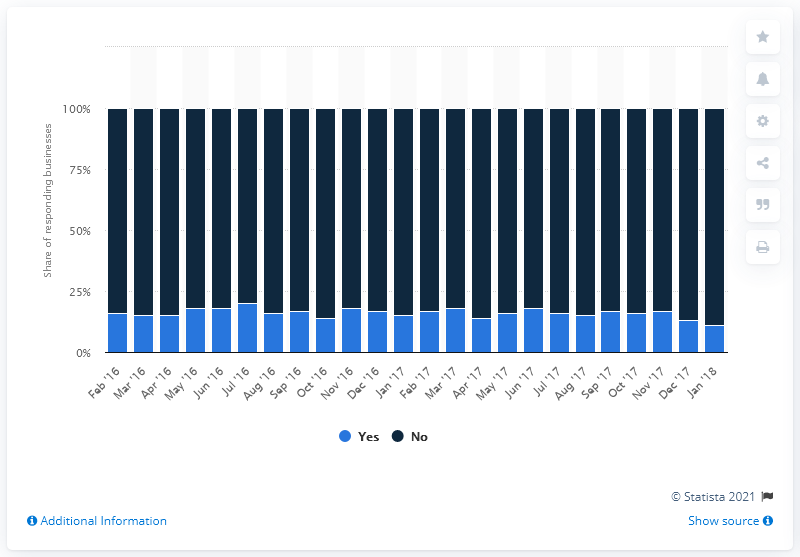 Share of responding businesses
100%
75%
50%
25%
0%
Feb '16
Mar '16
Apr '16
May '16
Jun '16
Jul '16
Aug '16
Sep '16
Oct '16
Nov '16
Dec '16
Jan '17
Feb '17
Mar '17
Apr '17
May '17
Jun '17
Jul '17
Aug '17
Sep '17
Oct '17
Nov '17
Dec '17
Jan '18
Yes No
© Statista 2021
Additional Information
Show source